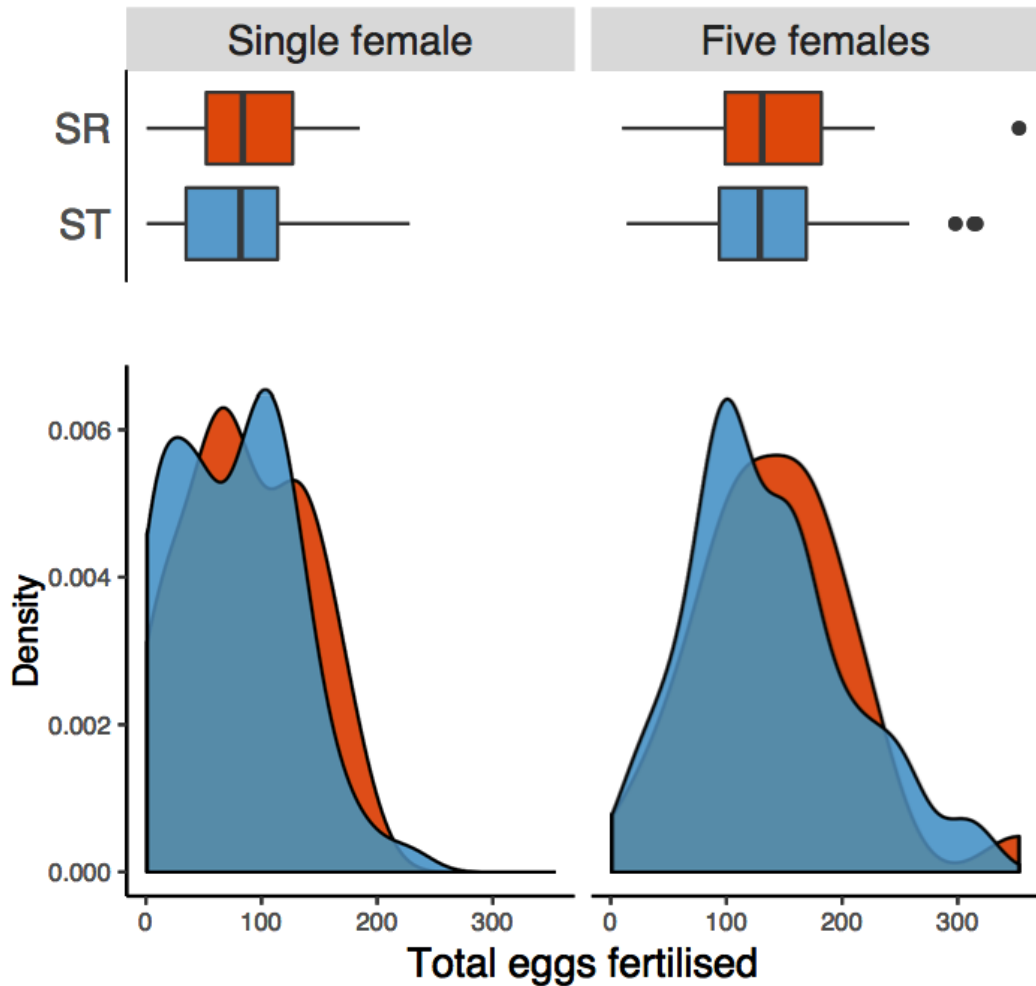 Single female
Five females
SR
ST
Density
0.006
0.004
0.002
0.000
0 100 200 300
0 100 200 300
Total eggs fertilised